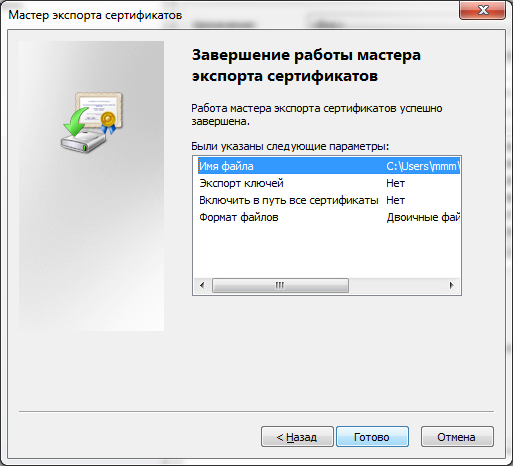 Мастер экспорта сертификатов
Завершение работы мастера
экспорта сертификатов
Работа мастера экспорта сертификатов успешно
завершена.
Были указаны следующие параметры:
Имя файла C:\Users\mmm\
Экспорт ключей Нет
Включить в путь все сертификаты Нет
Формат файлов Двоичные фай
< Назад Готово Отмена